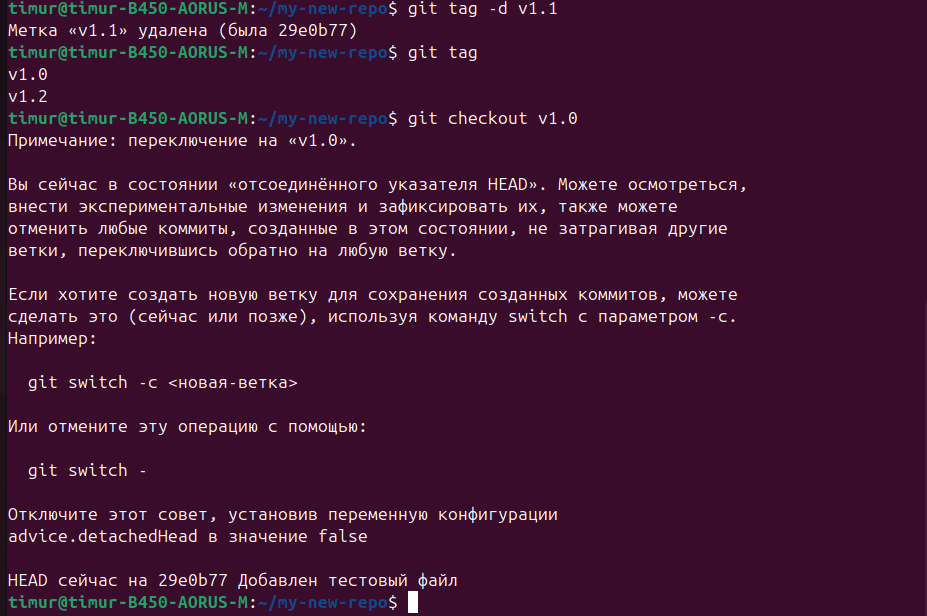 timur@timur-B450-AORUS-M:~/my-new-repo$ git tag -d v1.1
Метка «v1.1» удалена (была 29e0b77)
timur@timur-B450-AORUS-M:~/my-new-repo$ git tag
v1.0
v1.2
timur@timur-B450-AORUS-M:~/my-new-repo$ git checkout v1.0
Примечание: переключение на «v1.0».
Вы сейчас в состоянии «отсоединённого указателя HEAD». Можете осмотреться,
внести экспериментальные изменения и зафиксировать их, также можете
отменить любые коммиты, созданные в этом состоянии, не затрагивая другие
ветки, переключившись обратно на любую ветку.
Если хотите создать новую ветку для сохранения созданных коммитов, можете
сделать это (сейчас или позже), используя команду switch с параметром -c.
Например:
git switch -c <новая-ветка>
Или отмените эту операцию с помощью:
git switch -
Отключите этот совет, установив переменную конфигурации
advice.detachedHead в значение false
HEAD сейчас на 29e0b77 Добавлен тестовый файл
timur@timur-B450-AORUS-M:~/my-new-repo$